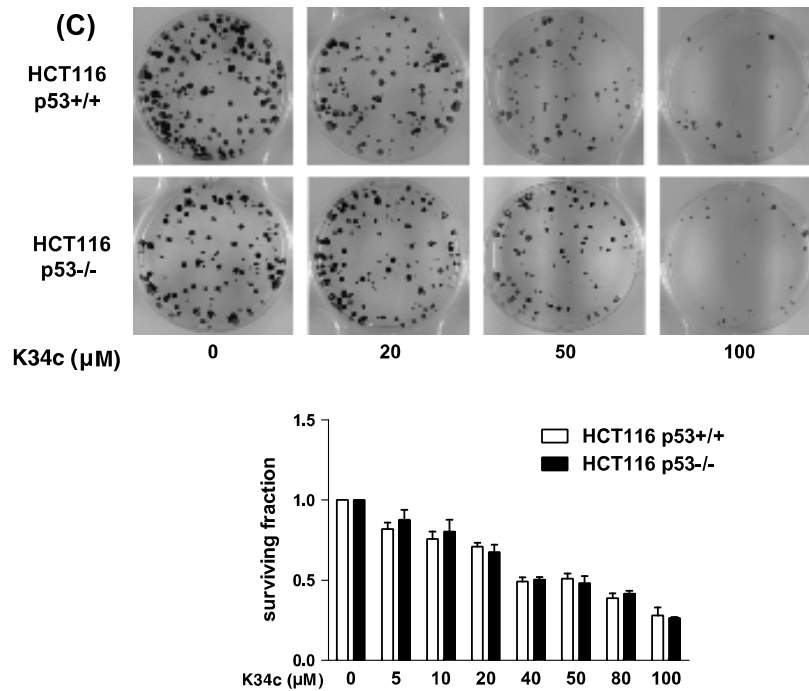 (C)
HCT116
p53+/+
HCT116
p53-/-
K34c (μM) 0 20 50 100
1.5
1.0
0.5
0.0
surviving fraction
HCT116 p53+/+
HCT116 p53-/-
K34c (μM) 0 5 10 20 40 50 80 100